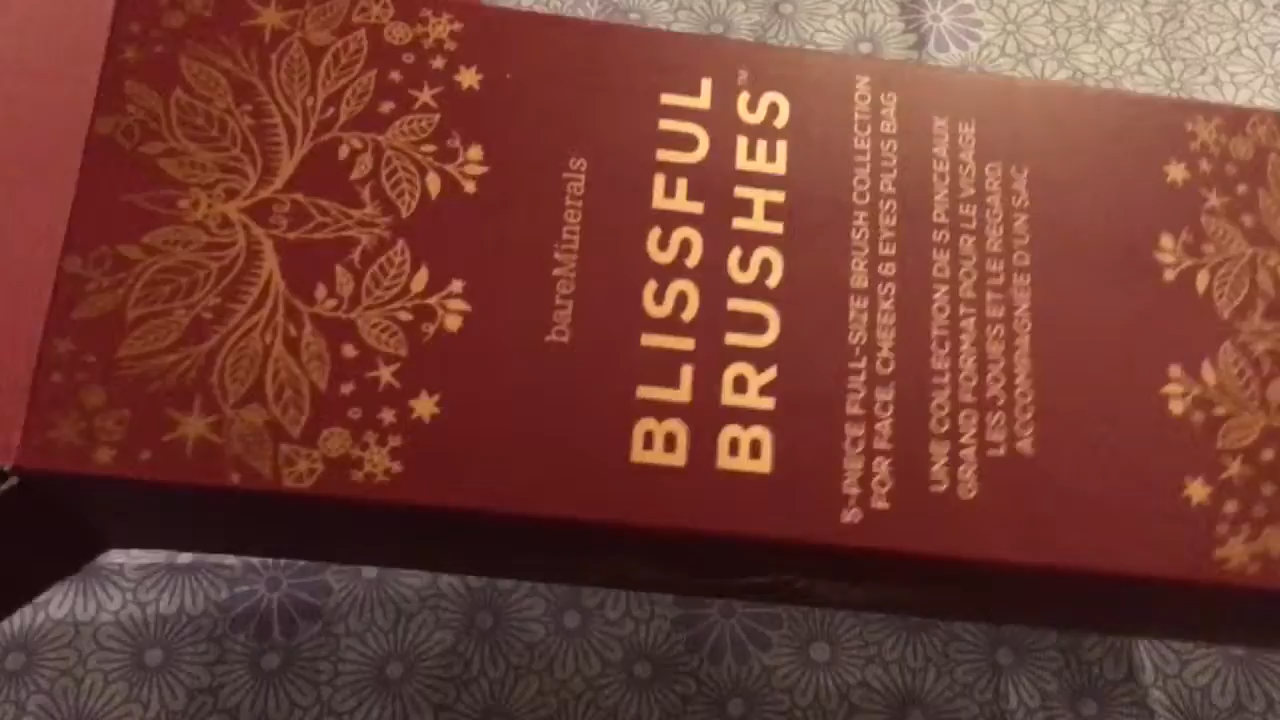 bareMinerals
BLISSFUL
BRUSHES™
5-PIECE FULL-SIZE BRUSH COLLECTION
FOR FACE, CHEEKS & EYES PLUS BAG
UNE COLLECTION DE 5 PINCEAUX
GRAND FORMAT POUR LE VISAGE,
LES JOUES ET LE REGARD,
ACCOMPAGNÉE D'UN SAC